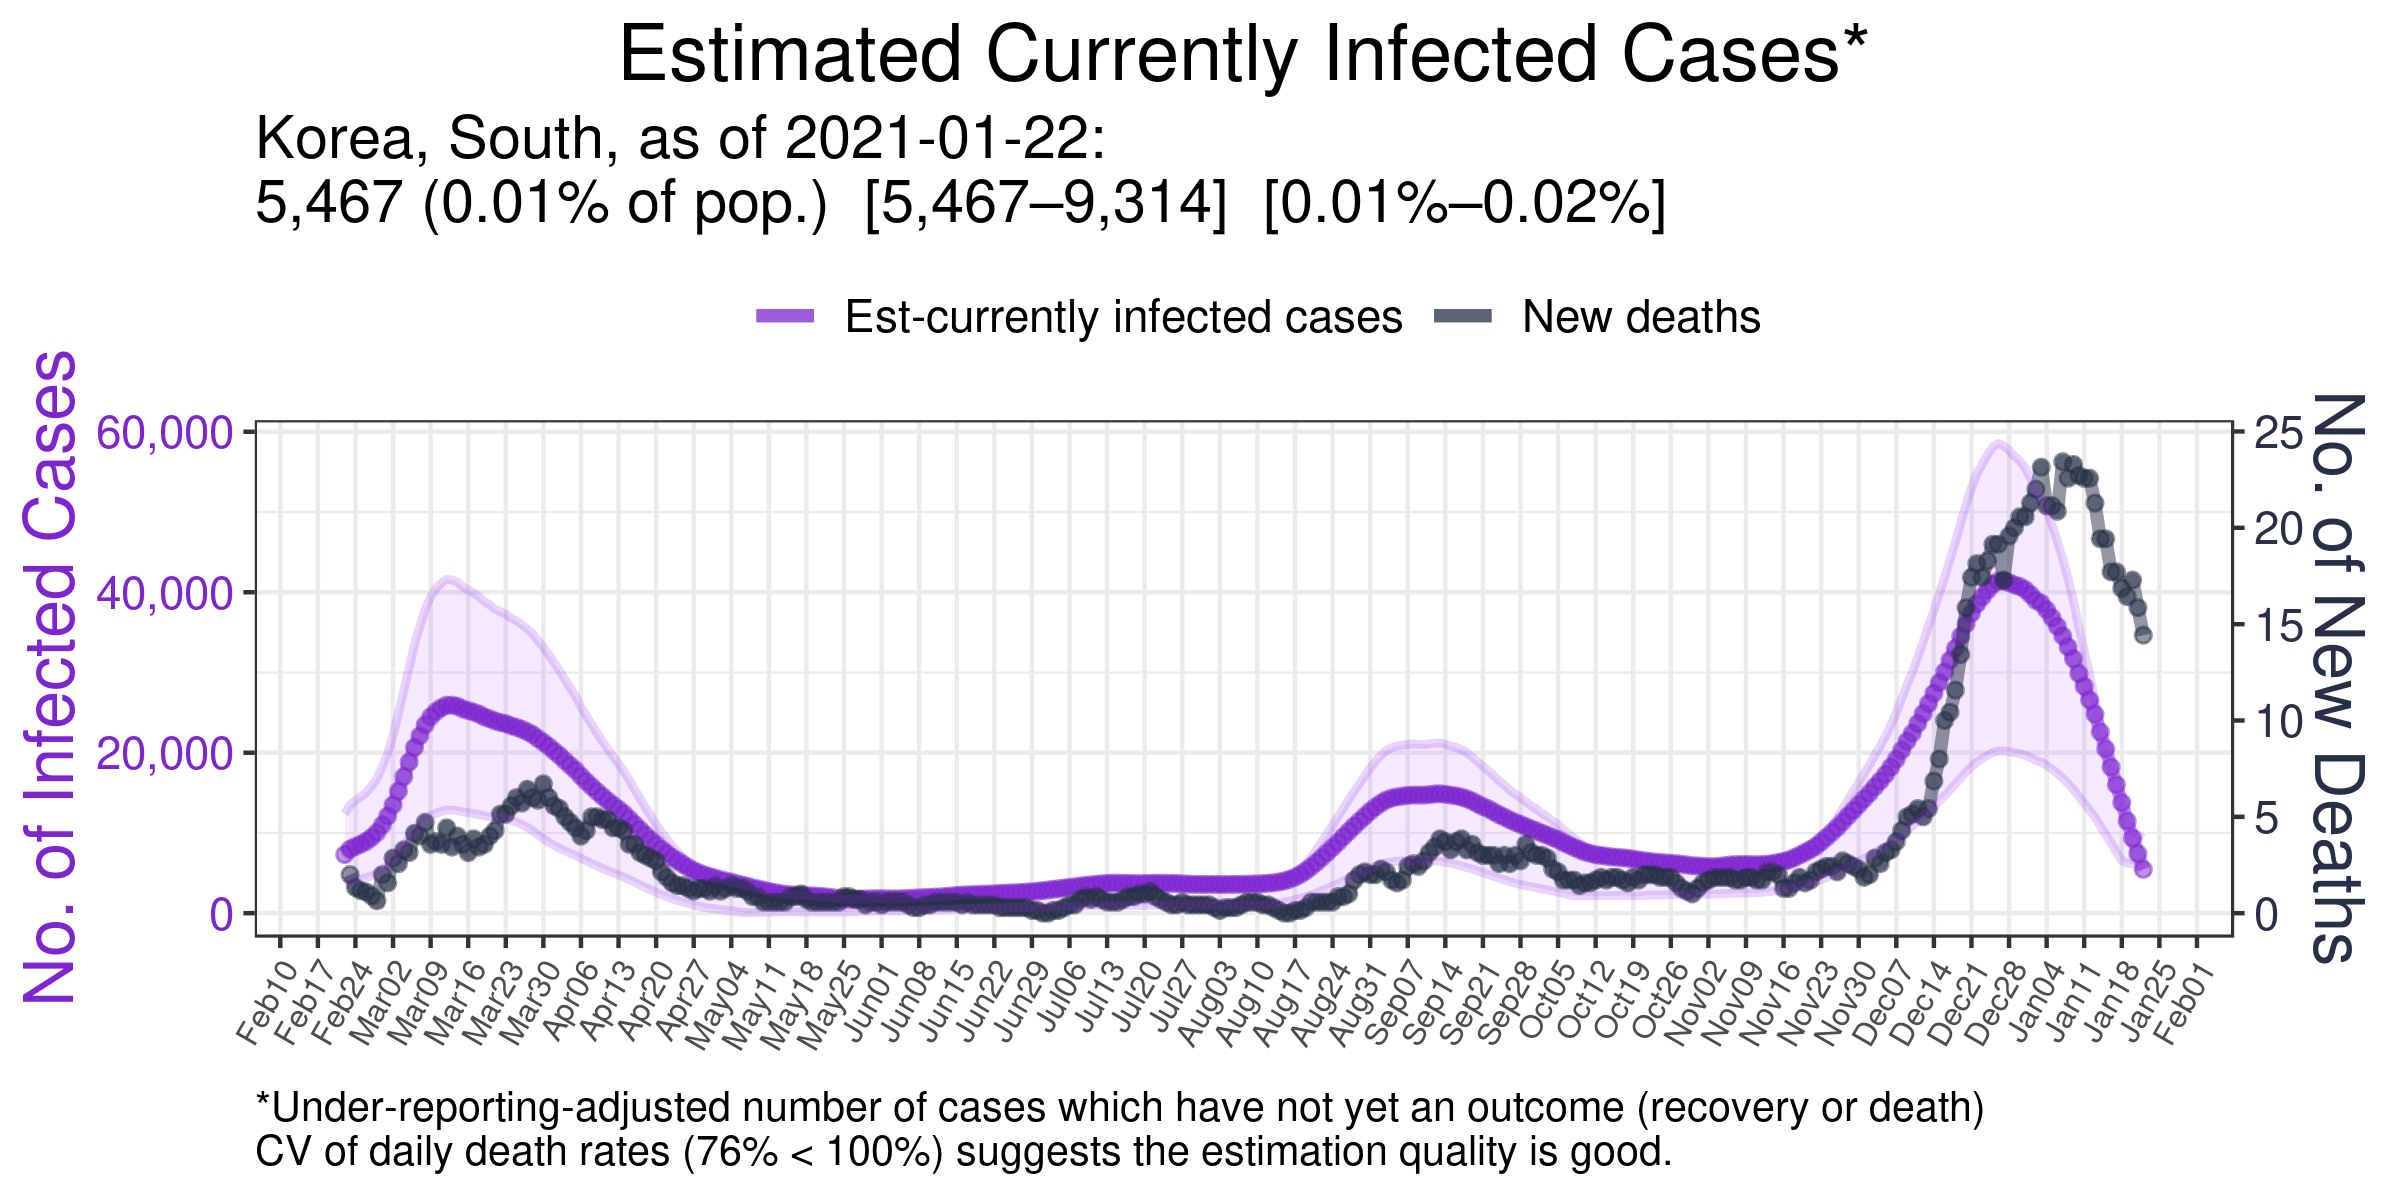 Estimated Currently Infected Cases*
Korea, South, as of 2021-01-22:
5,467 (0.01% of pop.) [5,467–9,314] [0.01%–0.02%]
Est-currently infected cases New deaths
No. of Infected Cases
60,000
40,000
20,000
0
25
20
15
10
5
0
No. of New Deaths
Feb10 Feb17 Feb24 Mar02 Mar09 Mar16 Mar23 Mar30 Apr06 Apr13 Apr20 Apr27 May04 May11 May18 May25 Jun01 Jun08 Jun15 Jun22 Jun29 Jul06 Jul13 Jul20 Jul27 Aug03 Aug10 Aug17 Aug24 Aug31 Sep07 Sep14 Sep21 Sep28 Oct05 Oct12 Oct19 Oct26 Nov02 Nov09 Nov16 Nov23 Nov30 Dec07 Dec14 Dec21 Dec28 Jan04 Jan11 Jan18 Jan25 Feb01
*Under-reporting-adjusted number of cases which have not yet an outcome (recovery or death)
CV of daily death rates (76% < 100%) suggests the estimation quality is good.